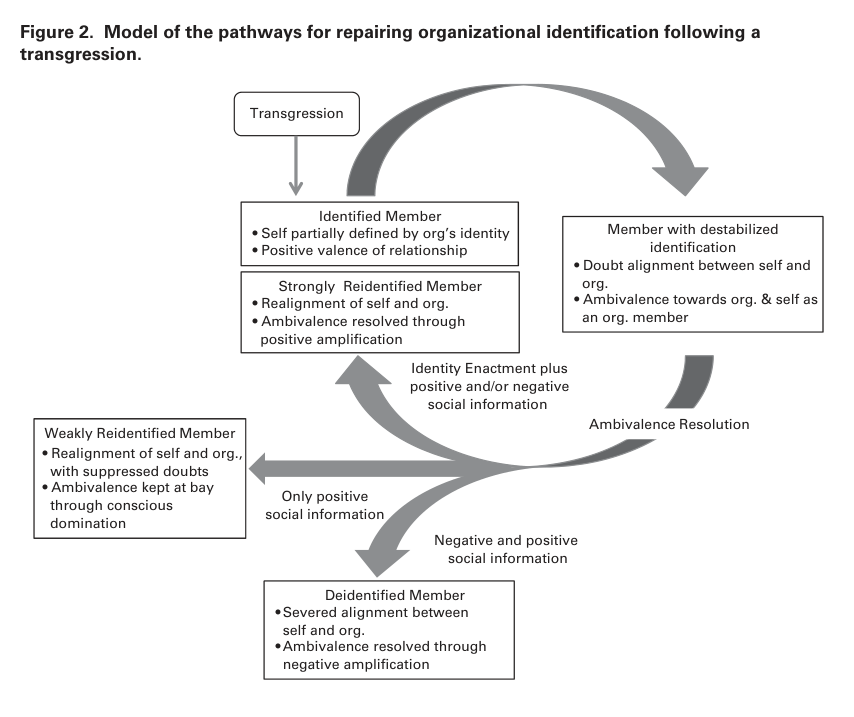 Figure 2.  Model of the pathways for repairing organizational identification following a
transgression.
Transgression
Identified Member
• Self partially defined by org's identity
• Positive valence of relationship
Strongly  Reidentified Member
• Realignment of self and org.
• Ambivalence resolved through
positive amplification
Member with destabilized
identification
• Doubt alignment between self and
org.
• Ambivalence towards org. & self as
an org. member
Identity Enactment plus
positive and/or negative
social information
Ambivalence Resolution
Weakly Reidentified Member
• Realignment of self and org.,
with suppressed doubts
• Ambivalence kept at bay
through conscious
domination
Only positive
social information
Negative and positive
social information
Deidentified Member
• Severed alignment between
self and org.
• Ambivalence resolved through
negative amplification